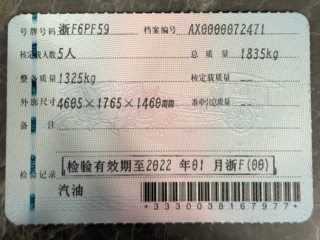 号牌号码 浙F6PF59 档案编号 AX0000072471
核定载人数 5人 总质量 1835kg
整备质量 1325kg 核定载质量 --
外廓尺寸 4605×1765×1460mm 准牵引总质量 --
备注
检验记录 检验有效期至2022年01月浙F(00)
汽油
*3330038167977*